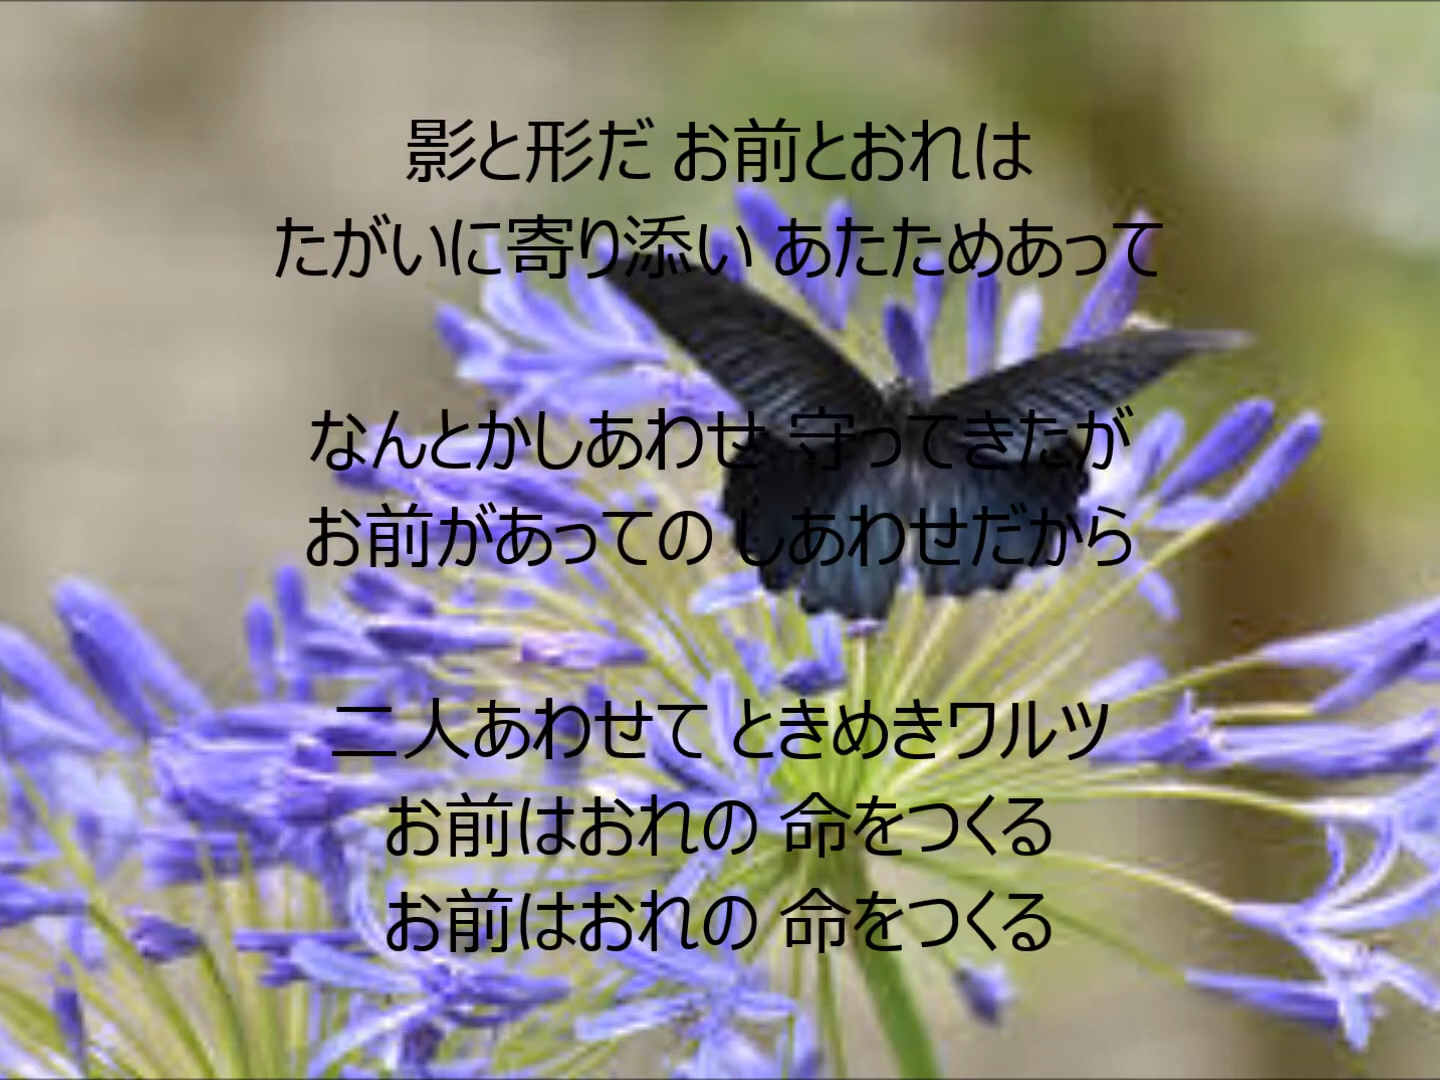 影と形だ お前とおれは
たがいに寄り添い あたためあって
なんとかしあわせ 守ってきたが
お前があっての しあわせだから
二人あわせて ときめきワルツ
お前はおれの 命をつくる
お前はおれの 命をつくる